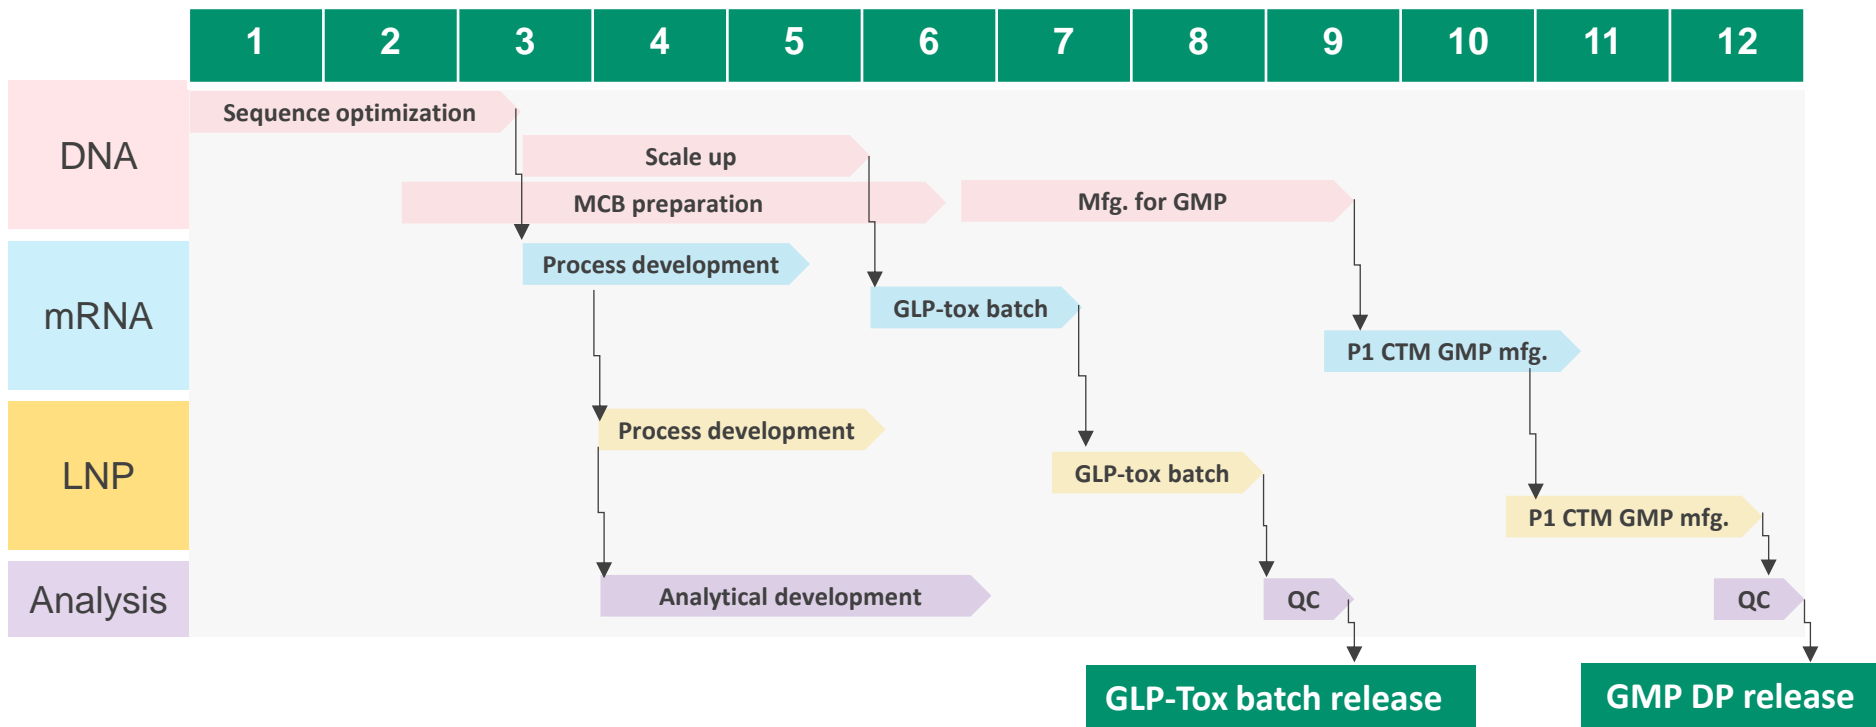 1 2 3 4 5 6 7 8 9 10 11 12
DNA
Sequence optimization
Scale up
MCB preparation
Mfg. for GMP
mRNA
Process development
GLP-tox batch
P1 CTM GMP mfg.
LNP
Process development
GLP-tox batch
P1 CTM GMP mfg.
Analysis
Analytical development
QC
QC
GLP-Tox batch release
GMP DP release